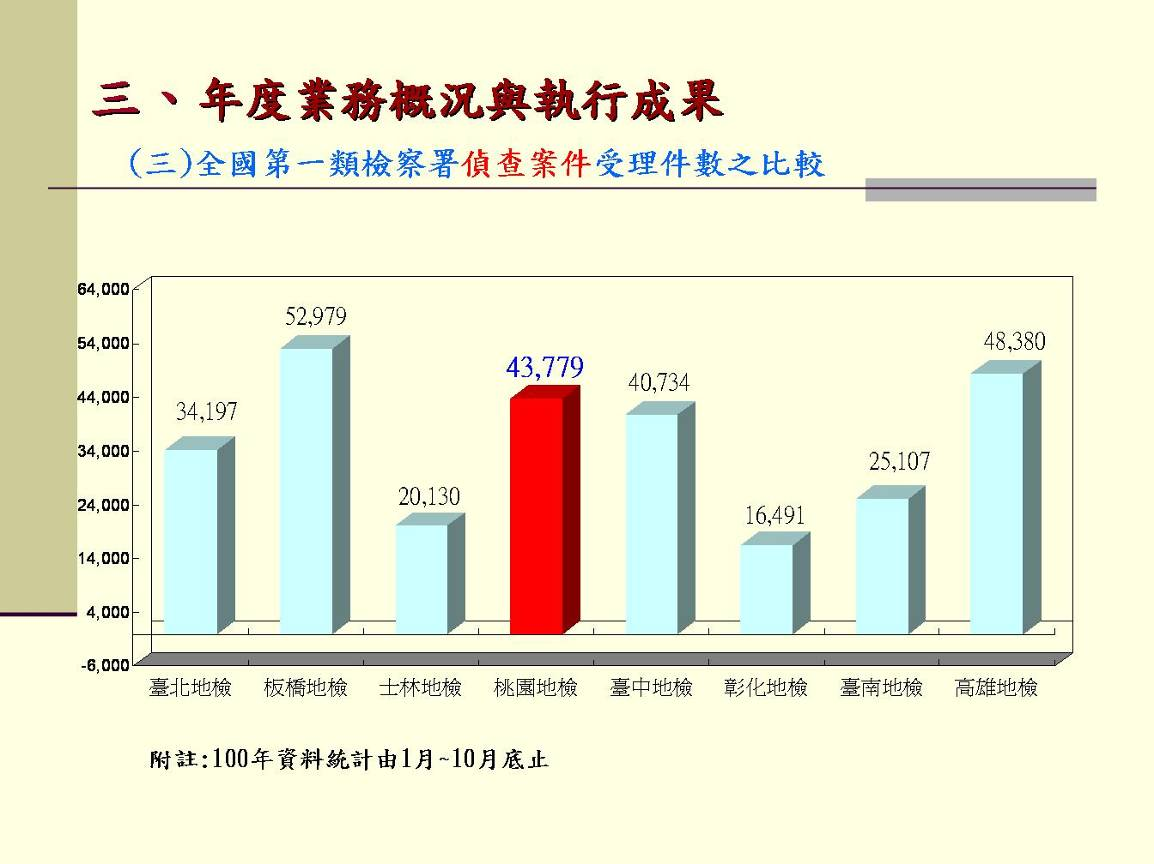 三、年度業務概況與執行成果
(三)全國第一類檢察署偵查案件受理件數之比較
64,000
54,000
44,000
34,000
24,000
14,000
4,000
-6,000
34,197
52,979
20,130
43,779
40,734
16,491
25,107
48,380
臺北地檢
板橋地檢
士林地檢
桃園地檢
臺中地檢
彰化地檢
臺南地檢
高雄地檢
附註:100年資料統計由1月~10月底止